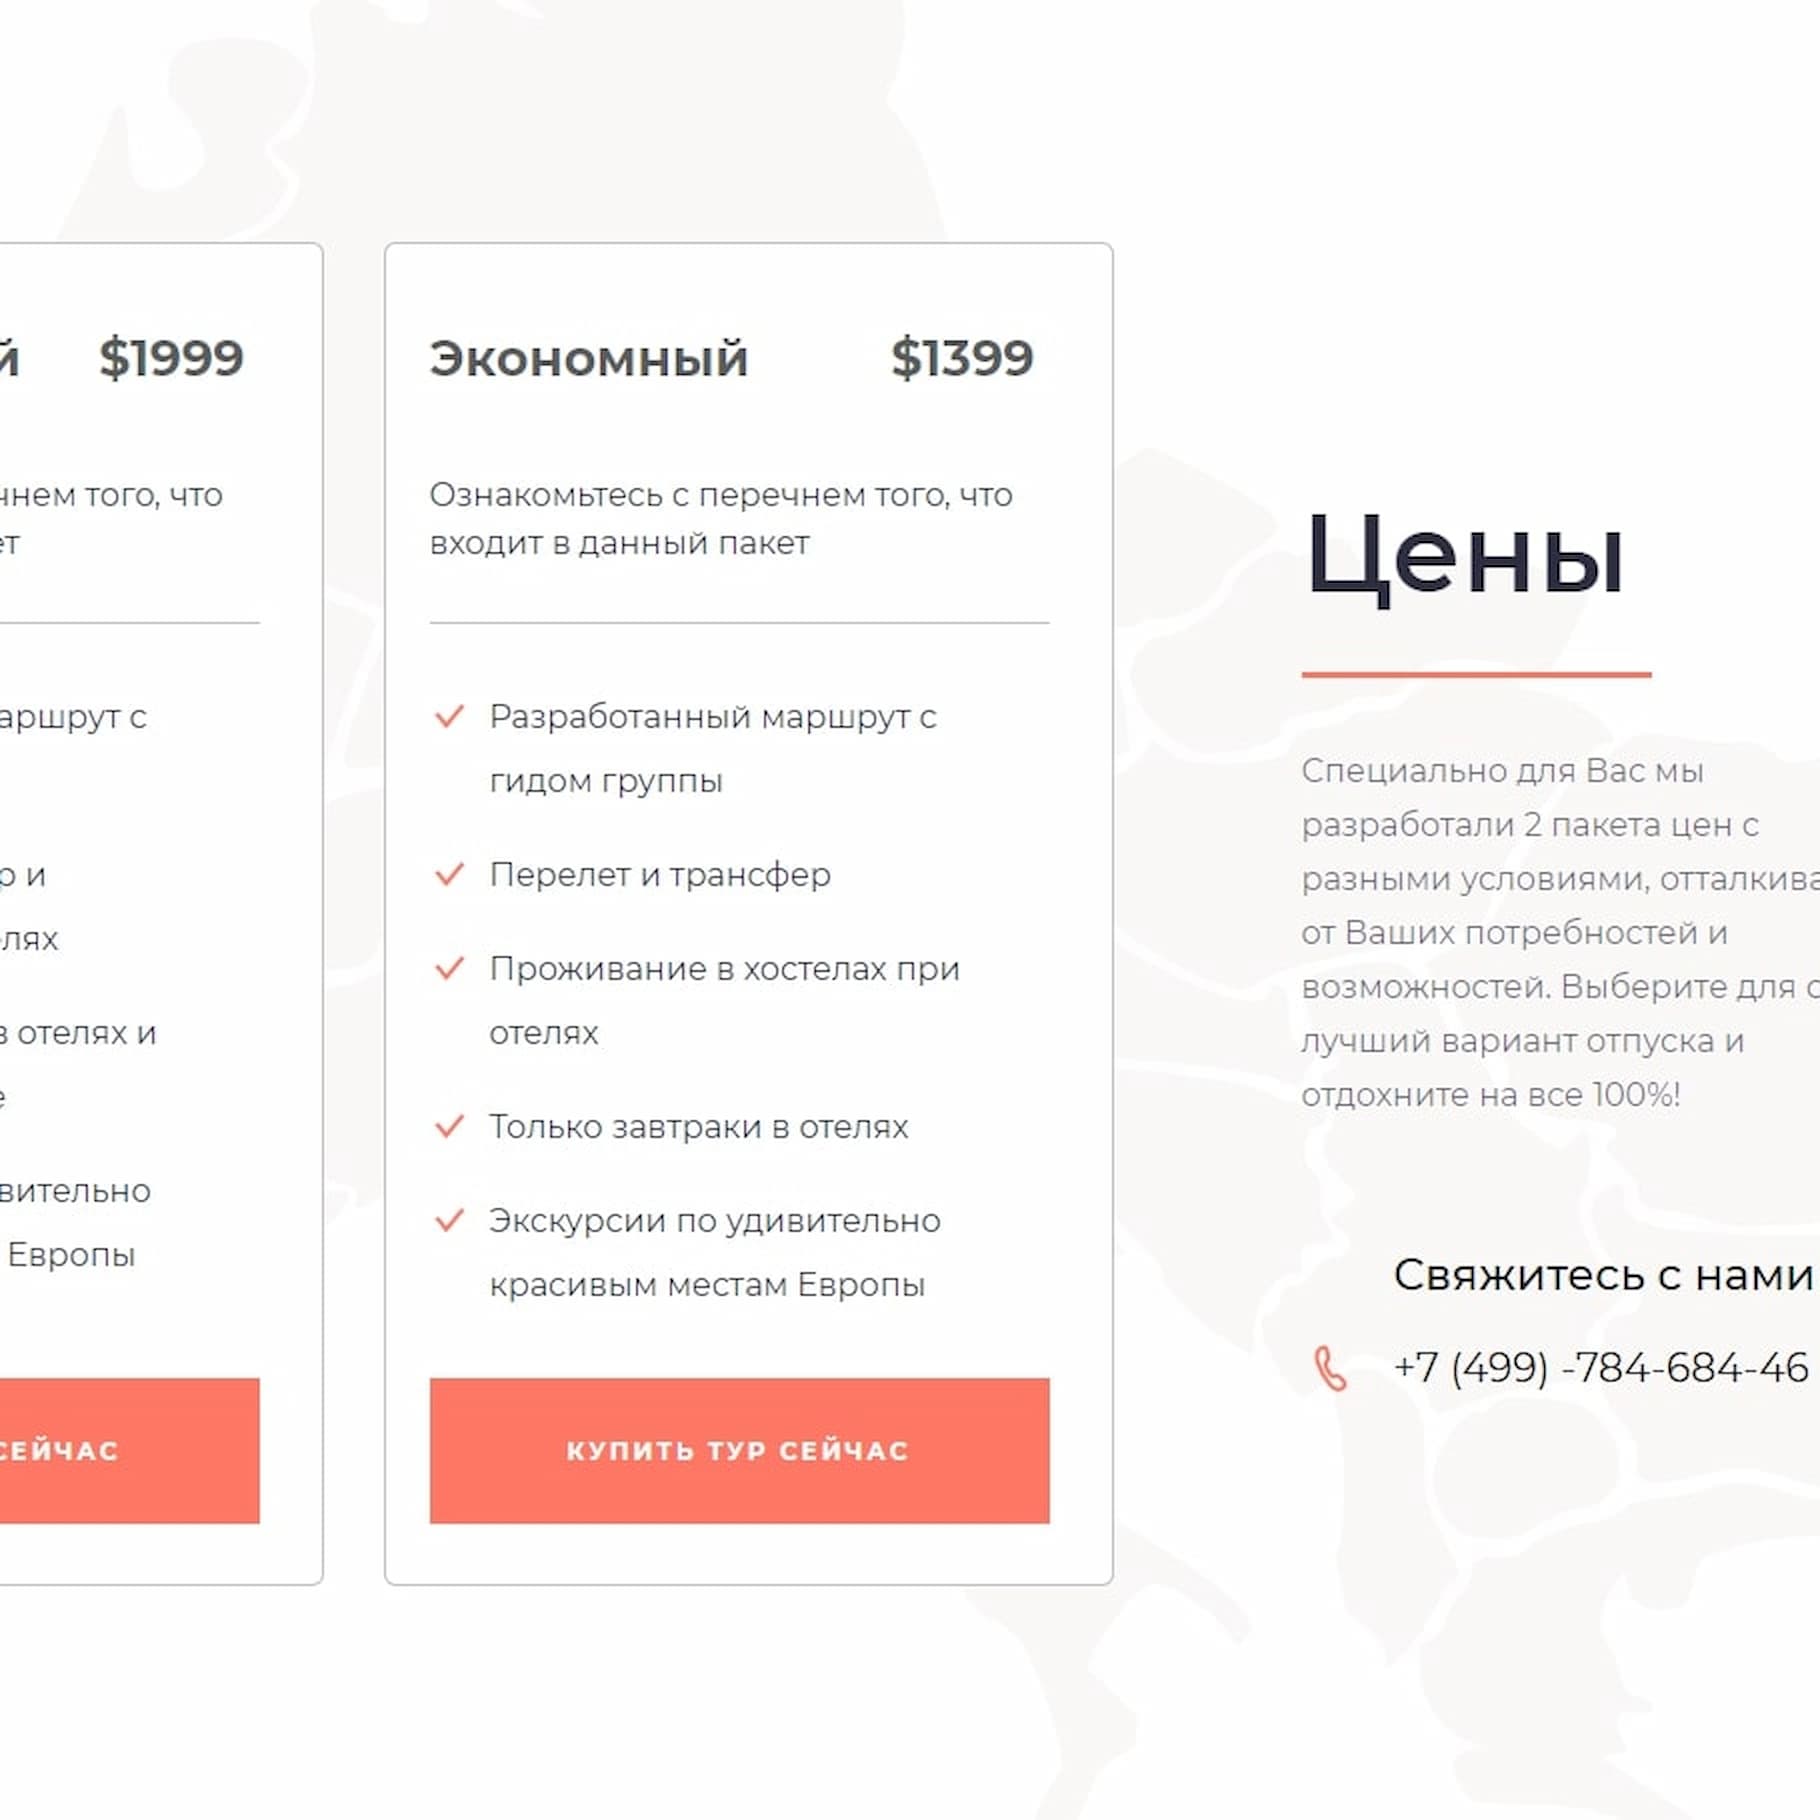 й $1999
чнем того, что
ет
аршрут с
р и
елях
в отелях и
е
вительно
Европы
СЕЙЧАС
Экономный $1399
Ознакомьтесь с перечнем того, что
входит в данный пакет
Разработанный маршрут с
гидом группы
Перелет и трансфер
Проживание в хостелах при
отелях
Только завтраки в отелях
Экскурсии по удивительно
красивым местам Европы
КУПИТЬ ТУР СЕЙЧАС
Цены
Специально для Вас мы
разработали 2 пакета цен с
разными условиями, отталкива
от Ваших потребностей и
возможностей. Выберите для с
лучший вариант отпуска и
отдохните на все 100%!
Свяжитесь с нами
+7 (499) -784-684-46